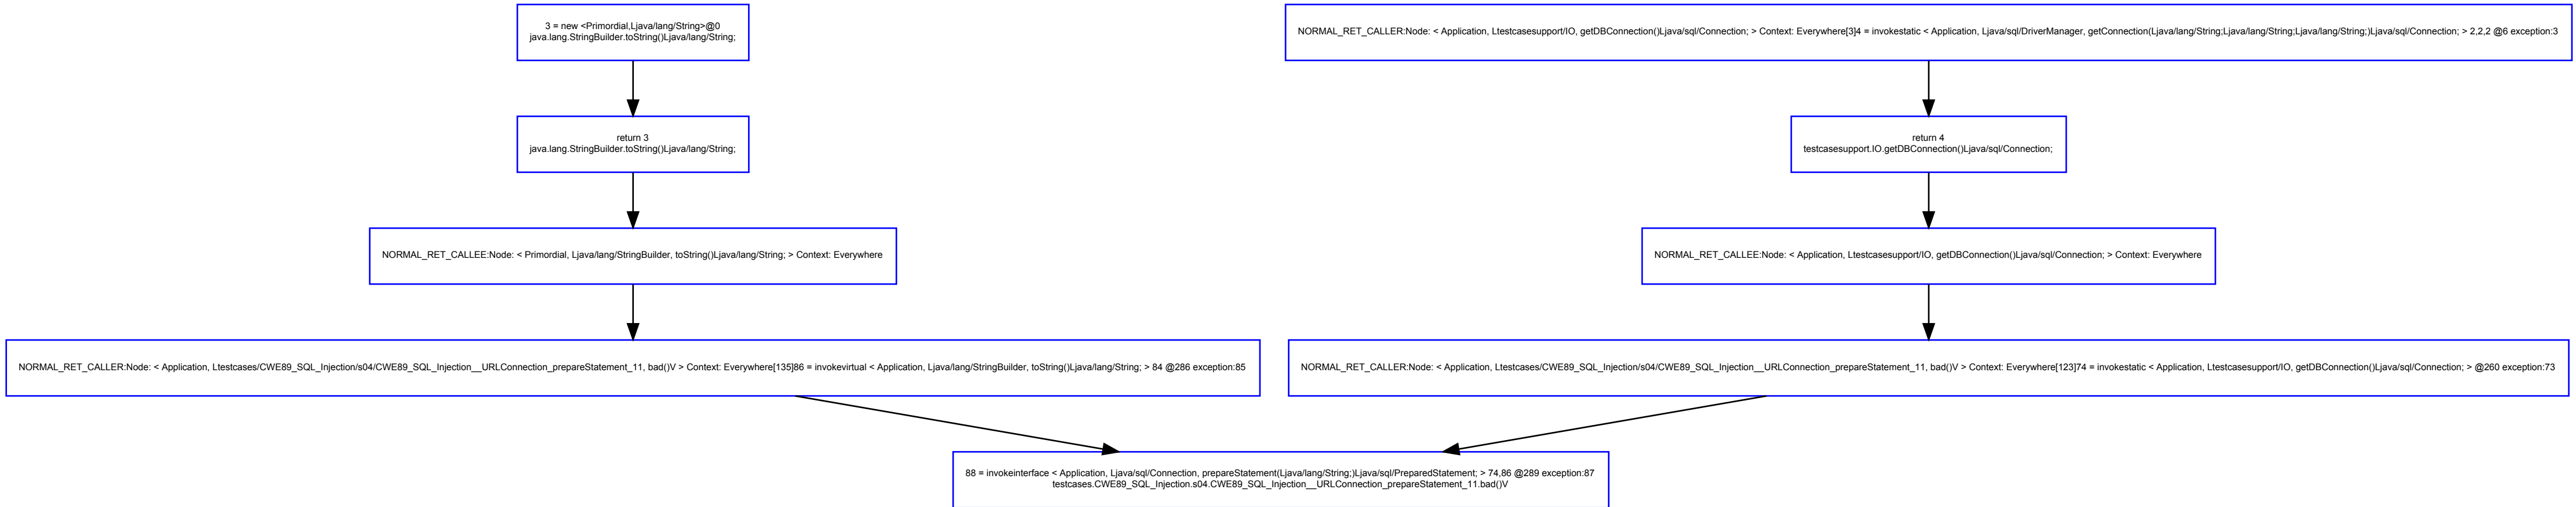 3 = new <Primordial,Ljava/lang/String>@0
java.lang.StringBuilder.toString()Ljava/lang/String;
NORMAL_RET_CALLER:Node: < Application, Ltestcasesupport/IO, getDBConnection()Ljava/sql/Connection; > Context: Everywhere[3]4 = invokestatic < Application, Ljava/sql/DriverManager, getConnection(Ljava/lang/String;Ljava/lang/String;Ljava/lang/String;)Ljava/sql/Connection; > 2,2,2 @6 exception:3
return 3
java.lang.StringBuilder.toString()Ljava/lang/String;
return 4
testcasesupport.IO.getDBConnection()Ljava/sql/Connection;
NORMAL_RET_CALLEE:Node: < Primordial, Ljava/lang/StringBuilder, toString()Ljava/lang/String; > Context: Everywhere
NORMAL_RET_CALLEE:Node: < Application, Ltestcasesupport/IO, getDBConnection()Ljava/sql/Connection; > Context: Everywhere
NORMAL_RET_CALLER:Node: < Application, Ltestcases/CWE89_SQL_Injection/s04/CWE89_SQL_Injection__URLConnection_prepareStatement_11, bad()V > Context: Everywhere[135]86 = invokevirtual < Application, Ljava/lang/StringBuilder, toString()Ljava/lang/String; > 84 @286 exception:85
NORMAL_RET_CALLER:Node: < Application, Ltestcases/CWE89_SQL_Injection/s04/CWE89_SQL_Injection__URLConnection_prepareStatement_11, bad()V > Context: Everywhere[123]74 = invokestatic < Application, Ltestcasesupport/IO, getDBConnection()Ljava/sql/Connection; > @260 exception:73
88 = invokeinterface < Application, Ljava/sql/Connection, prepareStatement(Ljava/lang/String;)Ljava/sql/PreparedStatement; > 74,86 @289 exception:87
testcases.CWE89_SQL_Injection.s04.CWE89_SQL_Injection__URLConnection_prepareStatement_11.bad()V